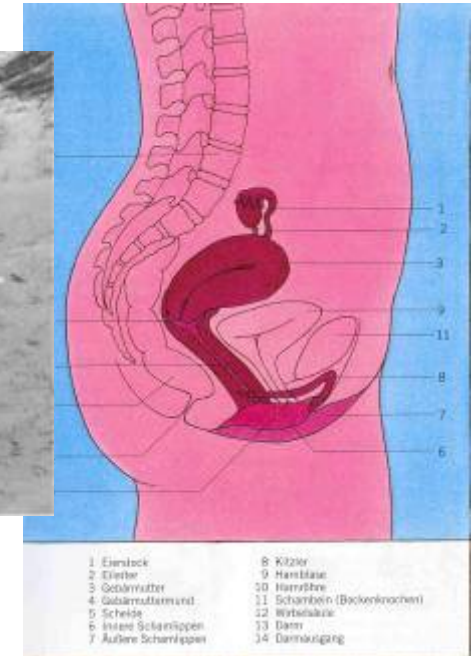 1
2
3
9
11
8
7
6
1 Eierstock
2 Eileiter
3 Gebärmutter
4 Gebärmuttermund
5 Scheide
6 Innere Schamlippen
7 Äußere Schamlippen
8 Kitzler
9 Harnblase
10 Harnröhre
11 Schambein (Beckenknochen)
12 Wirbelsäule
13 Darm
14 Darmausgang